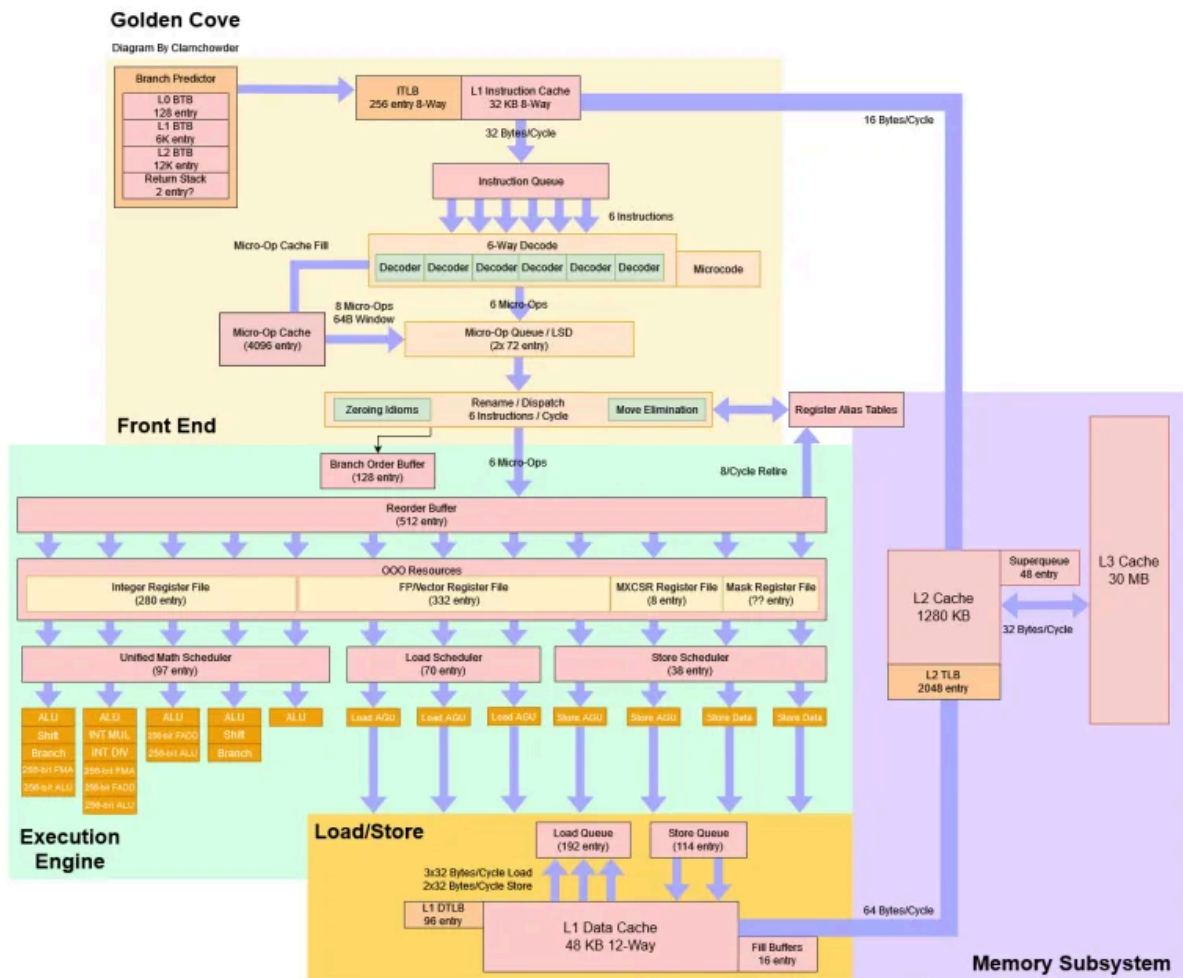 Golden Cove
Diagram By Clamchowder
Branch Predictor
L0 BTB
128 entry
L1 BTB
6K entry
L2 BTB
12K entry
Return Stack
2 entry?
ITLB
256 entry 8-Way
L1 Instruction Cache
32 KB 8-Way
16 Bytes/Cycle
32 Bytes/Cycle
Instruction Queue
6 Instructions
Micro-Op Cache Fill
6-Way Decode
Decoder Decoder Decoder Decoder Decoder Decoder
Microcode
8 Micro-Ops
64B Window
6 Micro-Ops
Micro-Op Cache
(4096 entry)
Micro-Op Queue / LSD
(2x 72 entry)
Zeroing Idioms
Rename / Dispatch
6 Instructions / Cycle
Move Elimination
Register Alias Tables
Front End
Branch Order Buffer
(128 entry)
6 Micro-Ops
8/Cycle Retire
Reorder Buffer
(512 entry)
OOO Resources
Integer Register File
(280 entry)
FP/Vector Register File
(332 entry)
MXCSR Register File
(8 entry)
Mask Register File
(?? entry)
Superqueue
48 entry
L2 Cache
1280 KB
L3 Cache
30 MB
32 Bytes/Cycle
L2 TLB
2048 entry
Unified Math Scheduler
(97 entry)
Load Scheduler
(70 entry)
Store Scheduler
(38 entry)
ALU
Shift
Branch
256-bit FMA
256-bit ALU
ALU
INT MUL
INT DIV
256-bit FMA
256-bit FADD
256-bit ALU
ALU
256-bit FADD
256-bit ALU
ALU
Shift
Branch
ALU
Load AGU
Load AGU
Load AGU
Store AGU
Store AGU
Store Data
Store Data
Execution
Engine
Load/Store
Load Queue
(192 entry)
Store Queue
(114 entry)
3x32 Bytes/Cycle Load
2x32 Bytes/Cycle Store
L1 DTLB
96 entry
L1 Data Cache
48 KB 12-Way
Fill Buffers
16 entry
64 Bytes/Cycle
Memory Subsystem